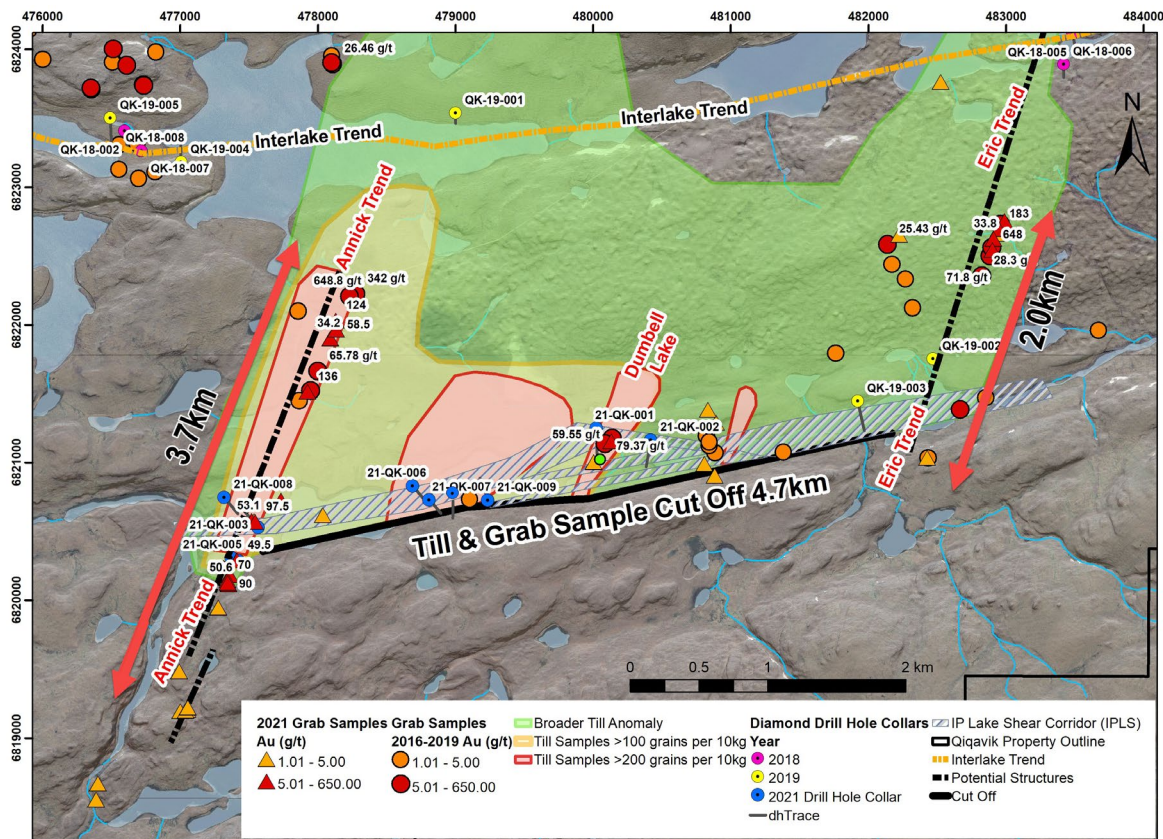 476000
477000
478000
479000
480000
481000
482000
483000
484000
6824000
6823000
6822000
6821000
6820000
6819000
26.46 g/t
QK-19-005
QK-18-008
QK-18-002
QK-19-004
QK-18-007
Interlake Trend
QK-19-001
Interlake Trend
QK-18-005
QK-18-006
N
Eric Trend
Annick Trend
183
33.8
648
25.43 g/t
28.3 g
71.8 g/t
648.8 g/t
342 g/t
124
34.2
58.5
65.78 g/t
136
3.7km
2.0km
Dumbell
Lake
QK-19-002
QK-19-003
21-QK-001
59.55 g/t
79.37 g/t
21-QK-002
21-QK-006
21-QK-007
21-QK-009
21-QK-008
53.1
97.5
21-QK-003
21-QK-005
49.5
50.6
70
90
Eric Trend
Till & Grab Sample Cut Off 4.7km
Annick Trend
0
0.5
1
2 km
2021 Grab Samples
Au (g/t)
1.01 - 5.00
5.01 - 650.00
Grab Samples
2016-2019 Au (g/t)
1.01 - 5.00
5.01 - 650.00
Broader Till Anomaly
Till Samples >100 grains per 10kg
Till Samples >200 grains per 10kg
Diamond Drill Hole Collars
Year
2018
2019
2021 Drill Hole Collar
dhTrace
IP Lake Shear Corridor (IPLS)
Qiqavik Property Outline
Interlake Trend
Potential Structures
Cut Off